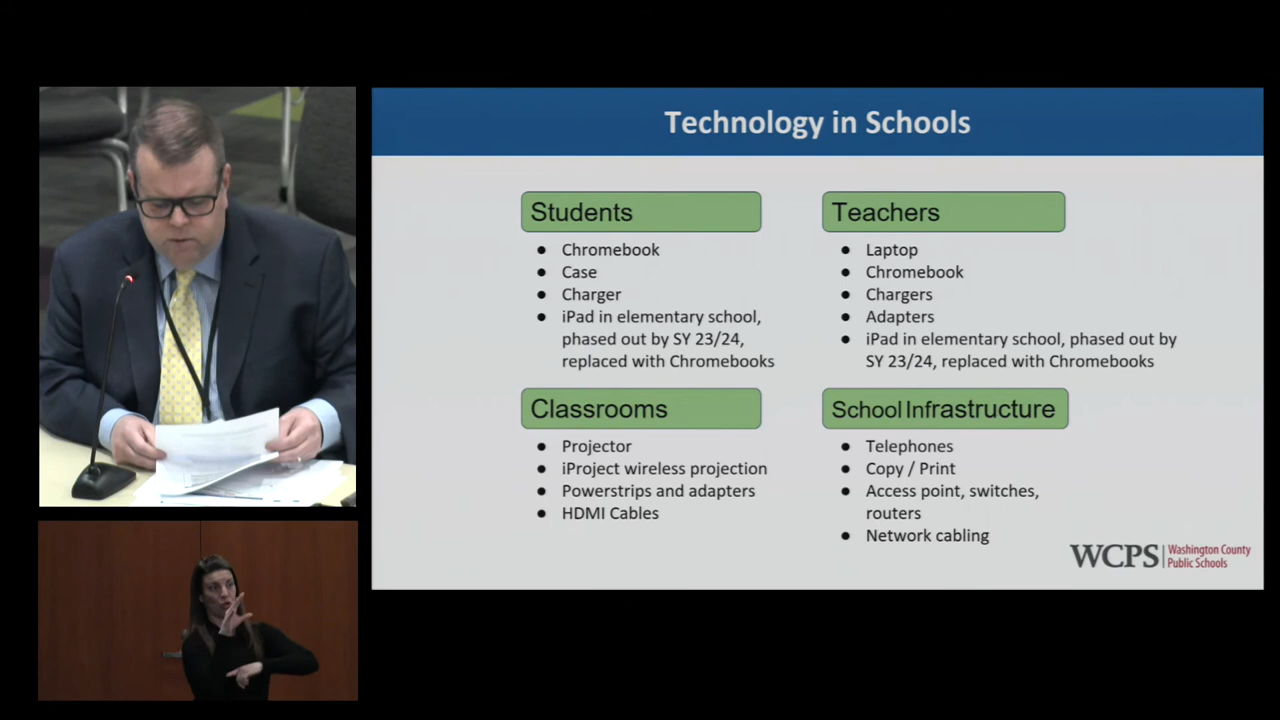 Technology in Schools
Students
● Chromebook
● Case
● Charger
● iPad in elementary school,
phased out by SY 23/24,
replaced with Chromebooks
Teachers
● Laptop
● Chromebook
● Chargers
● Adapters
● iPad in elementary school, phased out by
SY 23/24, replaced with Chromebooks
Classrooms
● Projector
● iProject wireless projection
● Powerstrips and adapters
● HDMI Cables
School Infrastructure
● Telephones
● Copy / Print
● Access point, switches,
routers
● Network cabling
WCPS
Washington County
Public Schools